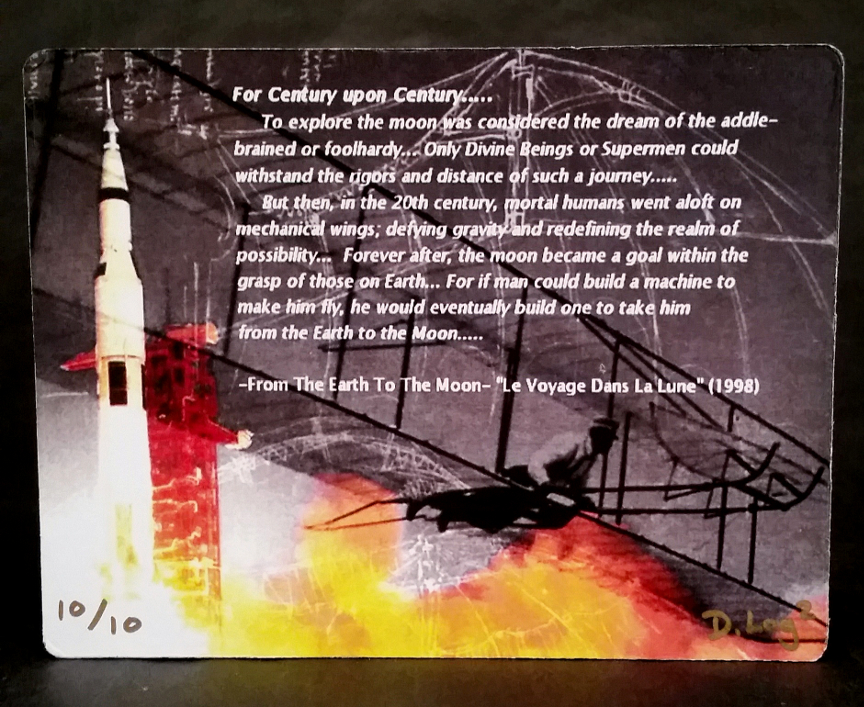 For Century upon Century.....
To explore the moon was considered the dream of the addle-
brained or foolhardy... Only Divine Beings or Supermen could
withstand the rigors and distance of such a journey.....
But then, in the 20th century, mortal humans went aloft on
mechanical wings; defying gravity and redefining the realm of
possibility... Forever after, the moon became a goal within the
grasp of those on Earth... For if man could build a machine to
make him fly, he would eventually build one to take him
from the Earth to the Moon.....
-From The Earth To The Moon- "Le Voyage Dans La Lune" (1998)
10/10